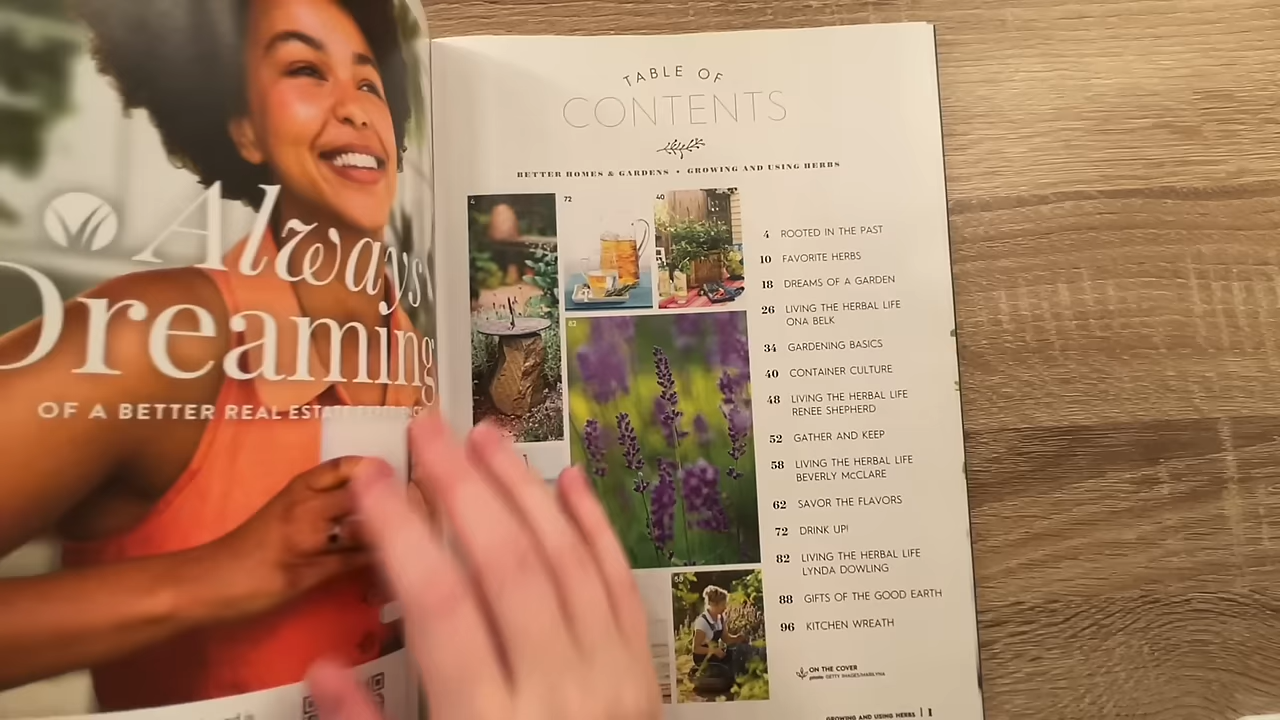 Always
Dreaming
OF A BETTER REAL ESTATE
TABLE OF
CONTENTS
BETTER HOMES & GARDENS • GROWING AND USING HERBS
4
72
40
83
58
4 ROOTED IN THE PAST
10 FAVORITE HERBS
18 DREAMS OF A GARDEN
26 LIVING THE HERBAL LIFE
ONA BELK
34 GARDENING BASICS
40 CONTAINER CULTURE
48 LIVING THE HERBAL LIFE
RENEE SHEPHERD
52 GATHER AND KEEP
58 LIVING THE HERBAL LIFE
BEVERLY McCLARE
62 SAVOR THE FLAVORS
72 DRINK UP!
82 LIVING THE HERBAL LIFE
LYNDA DOWLING
88 GIFTS OF THE GOOD EARTH
96 KITCHEN WREATH
ON THE COVER
photo GETTY IMAGES/MARILYNA
GROWING AND USING HERBS | 1